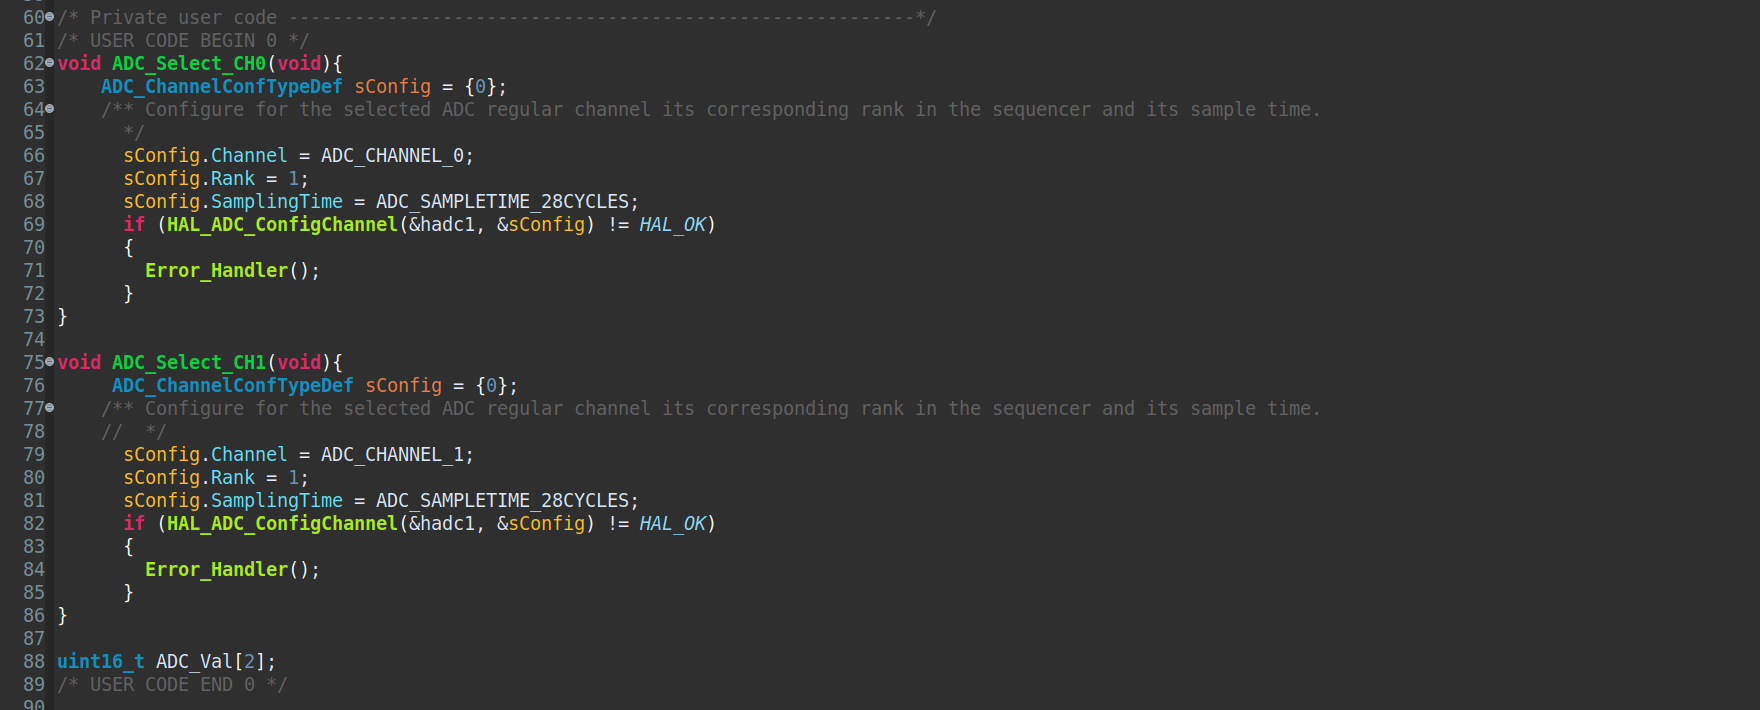 60 /* Private user code ---------------------------------------------------------*/
61 /* USER CODE BEGIN 0 */
62 void ADC_Select_CH0(void){
63     ADC_ChannelConfTypeDef sConfig = {0};
64     /** Configure for the selected ADC regular channel its corresponding rank in the sequencer and its sample time.
65       */
66       sConfig.Channel = ADC_CHANNEL_0;
67       sConfig.Rank = 1;
68       sConfig.SamplingTime = ADC_SAMPLETIME_28CYCLES;
69       if (HAL_ADC_ConfigChannel(&hadc1, &sConfig) != HAL_OK)
70       {
71         Error_Handler();
72       }
73 }
74
75 void ADC_Select_CH1(void){
76      ADC_ChannelConfTypeDef sConfig = {0};
77     /** Configure for the selected ADC regular channel its corresponding rank in the sequencer and its sample time.
78     //  */
79       sConfig.Channel = ADC_CHANNEL_1;
80       sConfig.Rank = 1;
81       sConfig.SamplingTime = ADC_SAMPLETIME_28CYCLES;
82       if (HAL_ADC_ConfigChannel(&hadc1, &sConfig) != HAL_OK)
83       {
84         Error_Handler();
85       }
86 }
87
88 uint16_t ADC_Val[2];
89 /* USER CODE END 0 */
90